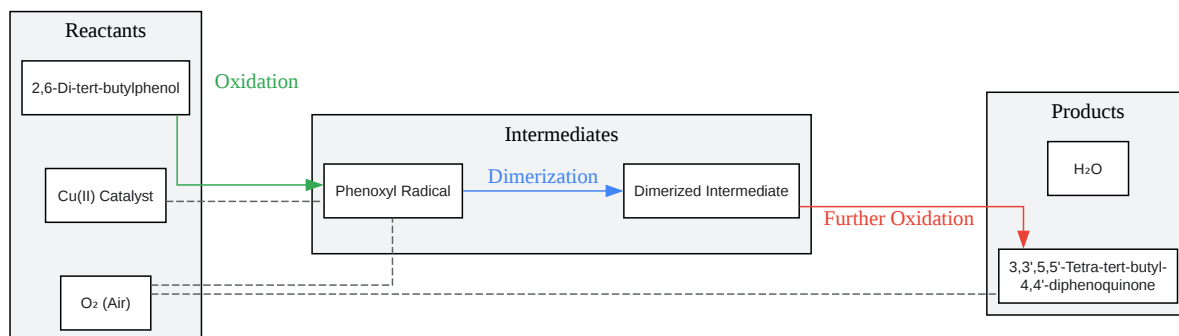 Reactants
2,6-Di-tert-butylphenol
Oxidation
Cu(II) Catalyst
O₂ (Air)
Intermediates
Phenoxyl Radical
Dimerization
Dimerized Intermediate
Further Oxidation
Products
H₂O
3,3',5,5'-Tetra-tert-butyl-
4,4'-diphenoquinone